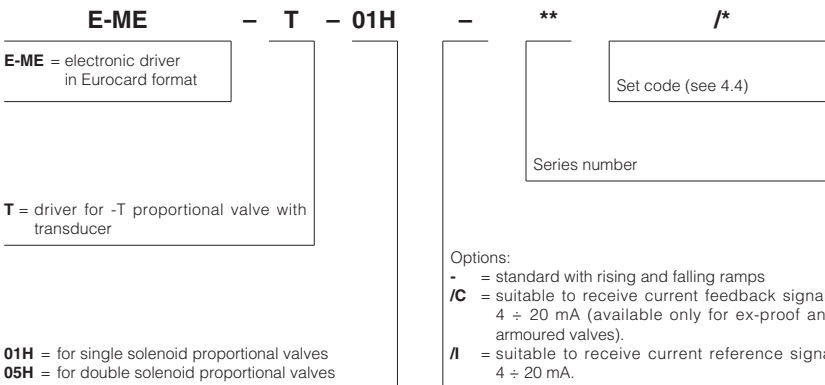 E-ME – T – 01H – ** /*
E-ME = electronic driver
in Eurocard format
Set code (see 4.4)
Series number
T = driver for -T proportional valve with
transducer
Options:
- = standard with rising and falling ramps
/C = suitable to receive current feedback signa
4 ÷ 20 mA (available only for ex-proof an
armoured valves).
01H = for single solenoid proportional valves
/I = suitable to receive current reference signa
05H = for double solenoid proportional valves
4 ÷ 20 mA.